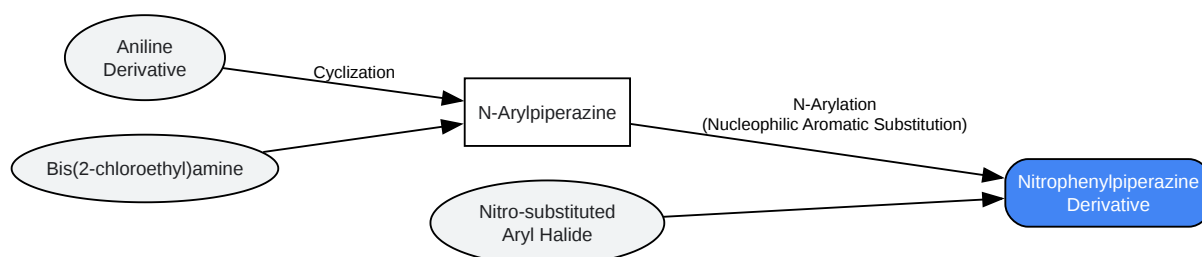 Aniline
Derivative
Cyclization
Bis(2-chloroethyl)amine
N-Arylpiperazine
N-Arylation
(Nucleophilic Aromatic Substitution)
Nitro-substituted
Aryl Halide
Nitrophenylpiperazine
Derivative